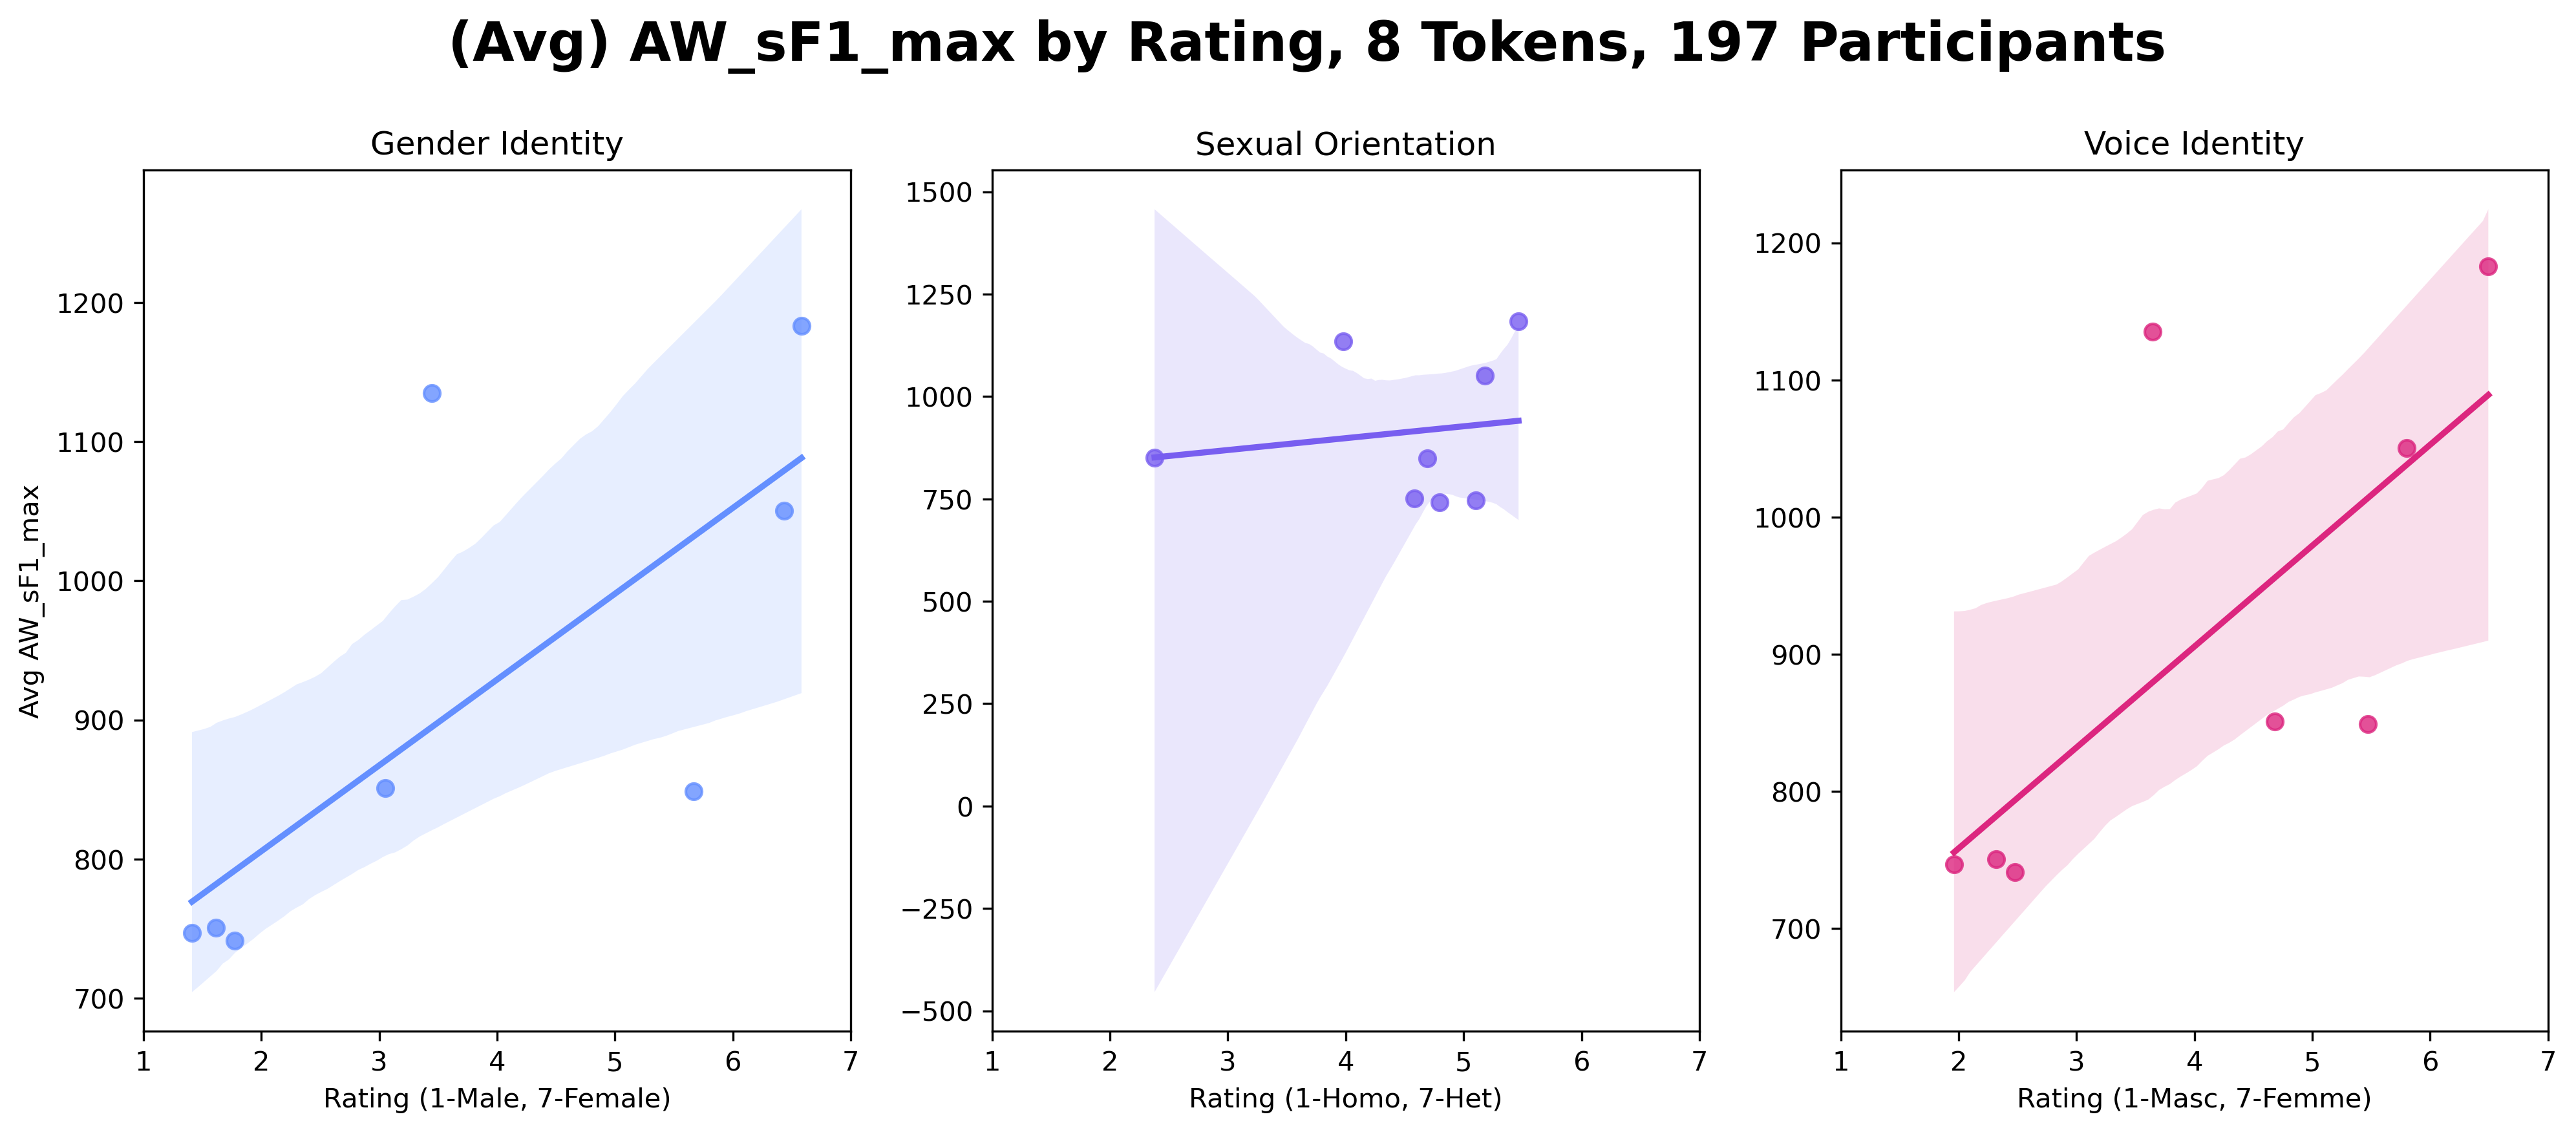 (Avg) AW_sF1_max by Rating, 8 Tokens, 197 Participants
Gender Identity
Avg AW_sF1_max
1200
1100
1000
900
800
700
1 2 3 4 5 6 7
Rating (1-Male, 7-Female)
Sexual Orientation
1500
1250
1000
750
500
250
0
−250
−500
1 2 3 4 5 6 7
Rating (1-Homo, 7-Het)
Voice Identity
1200
1100
1000
900
800
700
1 2 3 4 5 6 7
Rating (1-Masc, 7-Femme)